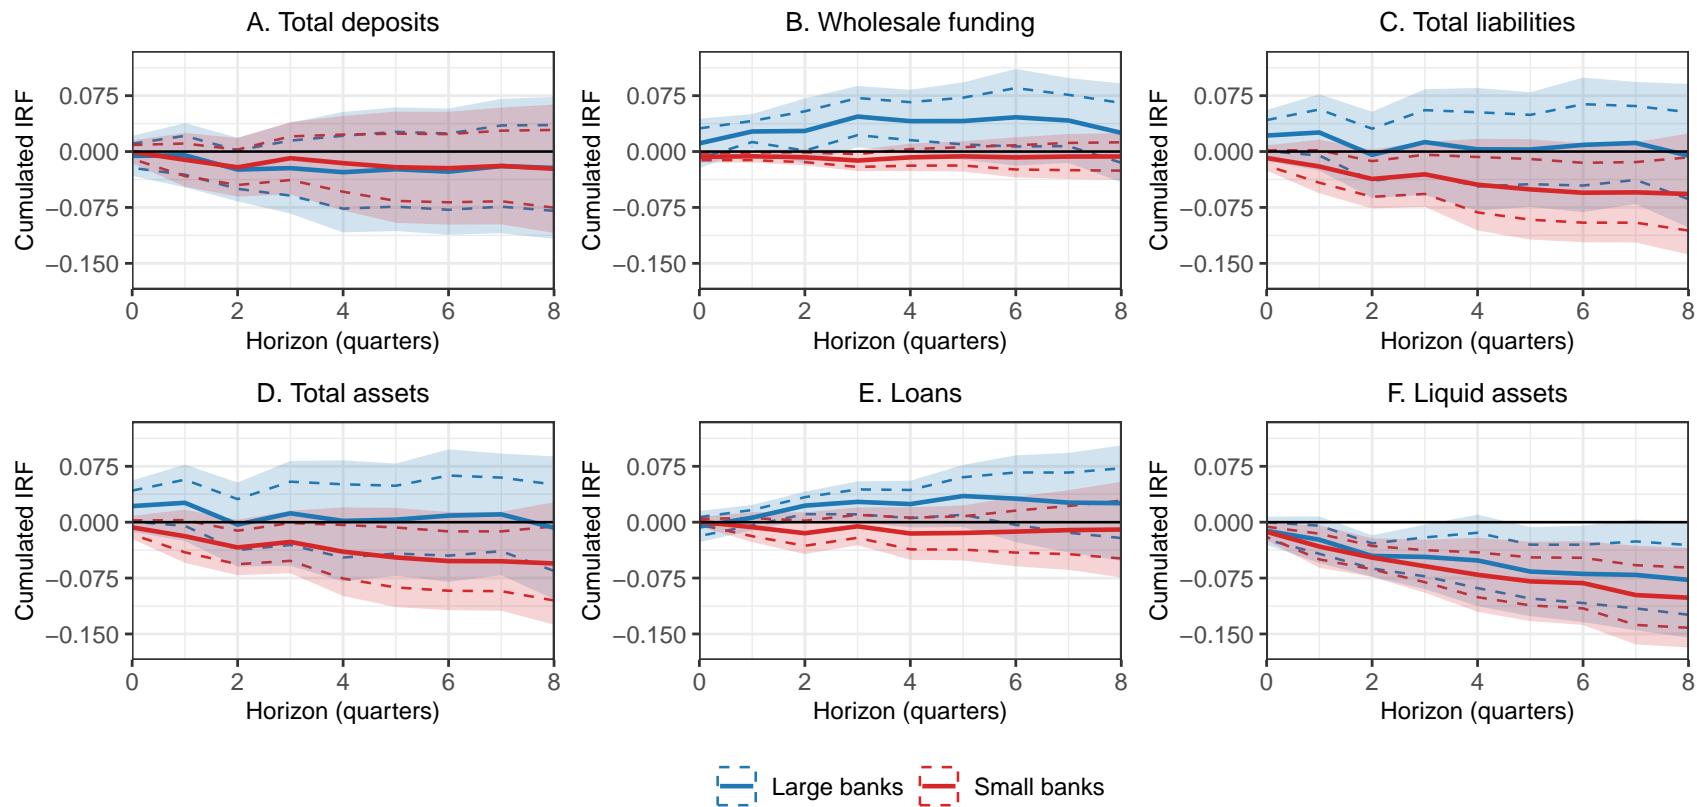 A. Total deposits
B. Wholesale funding
C. Total liabilities
Cumulated IRF
0.075
0.000
−0.075
−0.150
0 2 4 6 8
Horizon (quarters)
Cumulated IRF
0.075
0.000
−0.075
−0.150
0 2 4 6 8
Horizon (quarters)
Cumulated IRF
0.075
0.000
−0.075
−0.150
0 2 4 6 8
Horizon (quarters)
D. Total assets
E. Loans
F. Liquid assets
Cumulated IRF
0.075
0.000
−0.075
−0.150
0 2 4 6 8
Horizon (quarters)
Cumulated IRF
0.075
0.000
−0.075
−0.150
0 2 4 6 8
Horizon (quarters)
Cumulated IRF
0.075
0.000
−0.075
−0.150
0 2 4 6 8
Horizon (quarters)
Large banks
Small banks